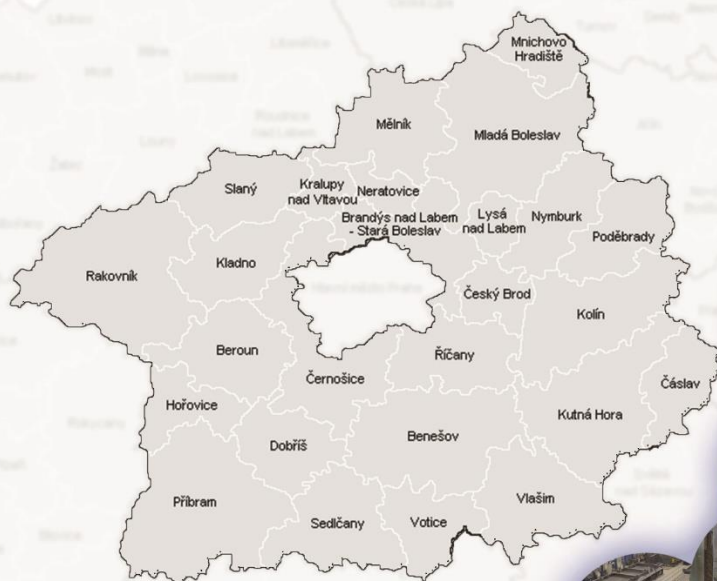 Mnichovo
Hradiště
Mělník
Mladá Boleslav
Slaný
Kralupy
nad Vltavou
Neratovice
Brandýs nad Labem
- Stará Boleslav
Lysá
nad Labem
Nymburk
Poděbrady
Rakovník
Kladno
Český Brod
Kolín
Beroun
Říčany
Černošice
Čáslav
Hořovice
Kutná Hora
Dobříš
Benešov
Příbram
Sedlčany
Votice
Vlašim